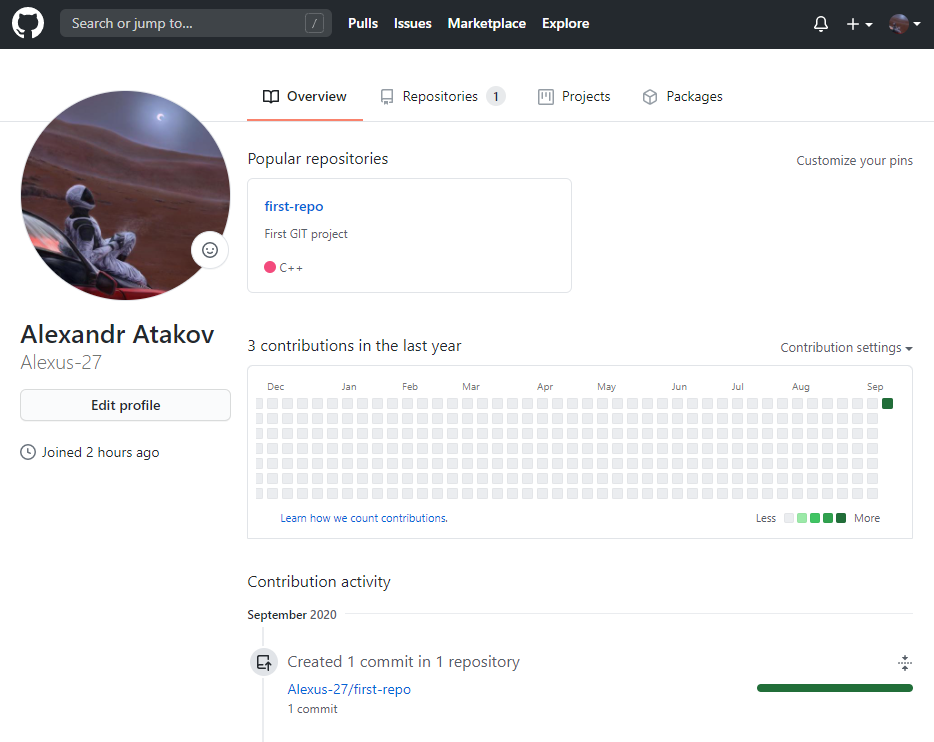 Search or jump to... / Pulls Issues Marketplace Explore
Overview Repositories 1 Projects Packages
Popular repositories Customize your pins
first-repo
First GIT project
C++
Alexandr Atakov
Alexus-27
Edit profile
Joined 2 hours ago
3 contributions in the last year Contribution settings
Dec Jan Feb Mar Apr May Jun Jul Aug Sep
Learn how we count contributions. Less More
Contribution activity
September 2020
Created 1 commit in 1 repository
Alexus-27/first-repo
1 commit